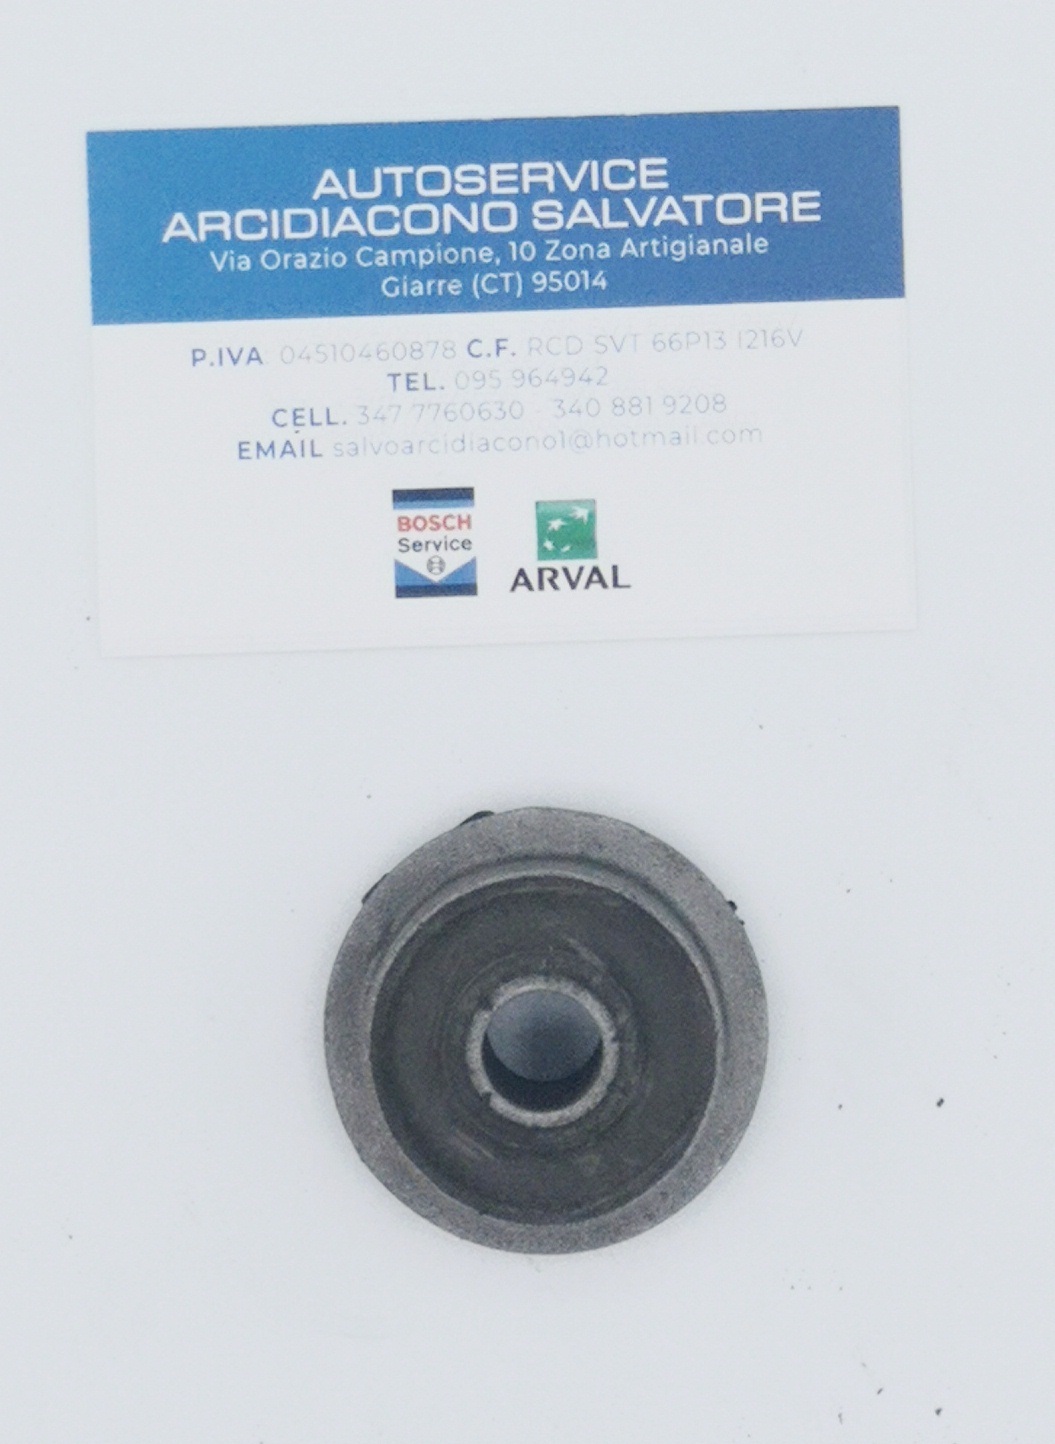 AUTOSERVICE
ARCIDIACONO SALVATORE
Via Orazio Campione, 10 Zona Artigianale
Giarre (CT) 95014
P.IVA 04510460878 C.F. RCD SVT 66P13 I216V
TEL. 095 964942
CELL. 347 7760630 - 340 881 9208
EMAIL salvoarcidiacono1@hotmail.com
BOSCH
Service
ARVAL